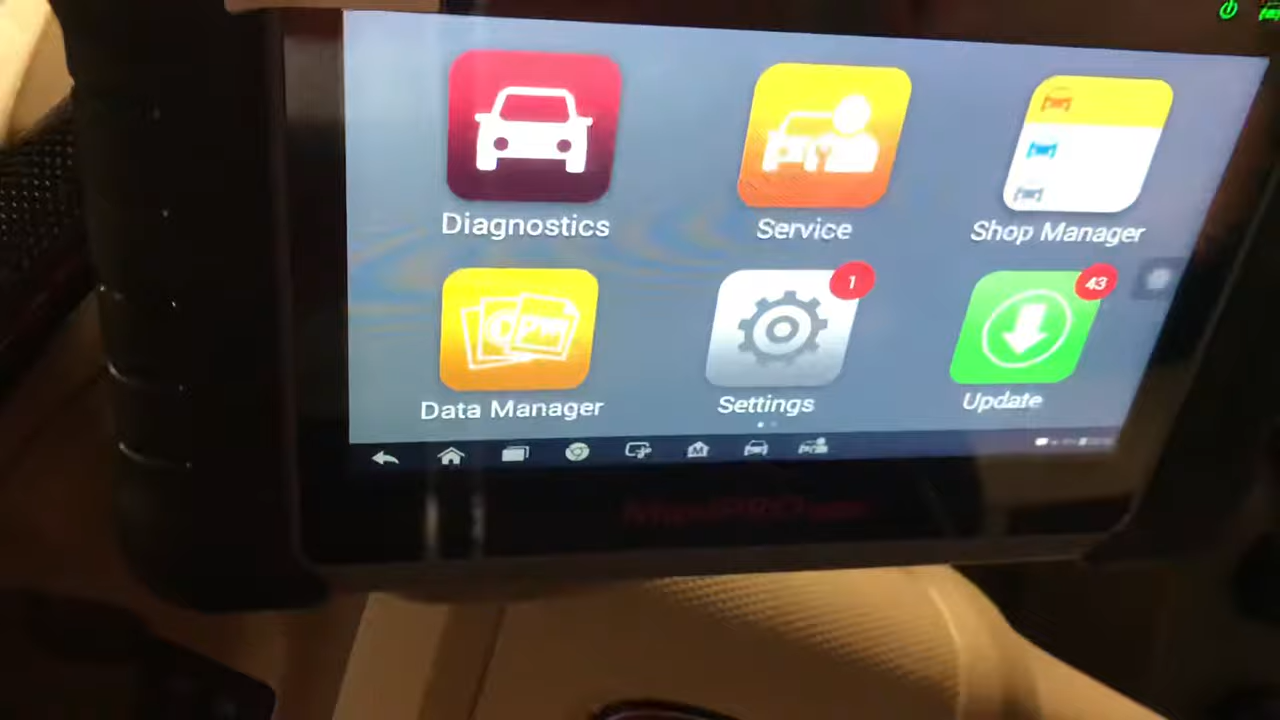 Diagnostics
Service
Shop Manager
1
43
Data Manager
Settings
Update